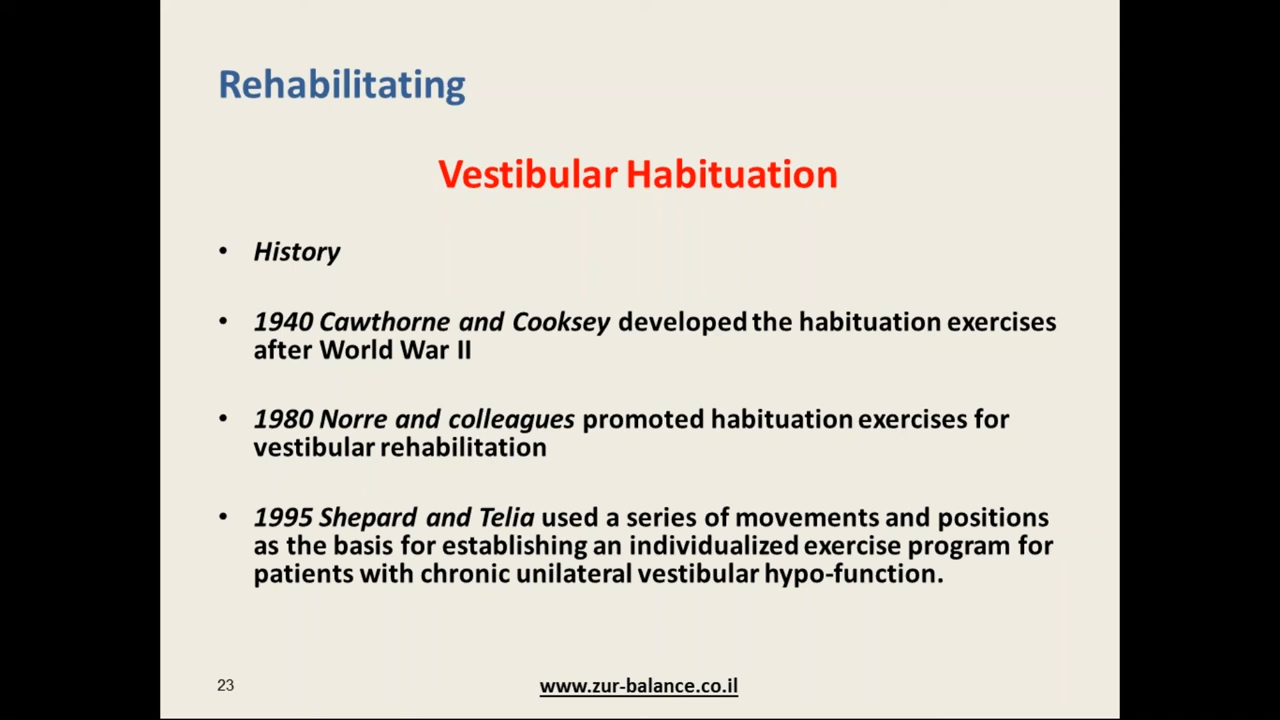 Rehabilitating
Vestibular Habituation
• History
• 1940 Cawthorne and Cooksey developed the habituation exercises
after World War II
• 1980 Norre and colleagues promoted habituation exercises for
vestibular rehabilitation
• 1995 Shepard and Telia used a series of movements and positions
as the basis for establishing an individualized exercise program for
patients with chronic unilateral vestibular hypo-function.
23
www.zur-balance.co.il